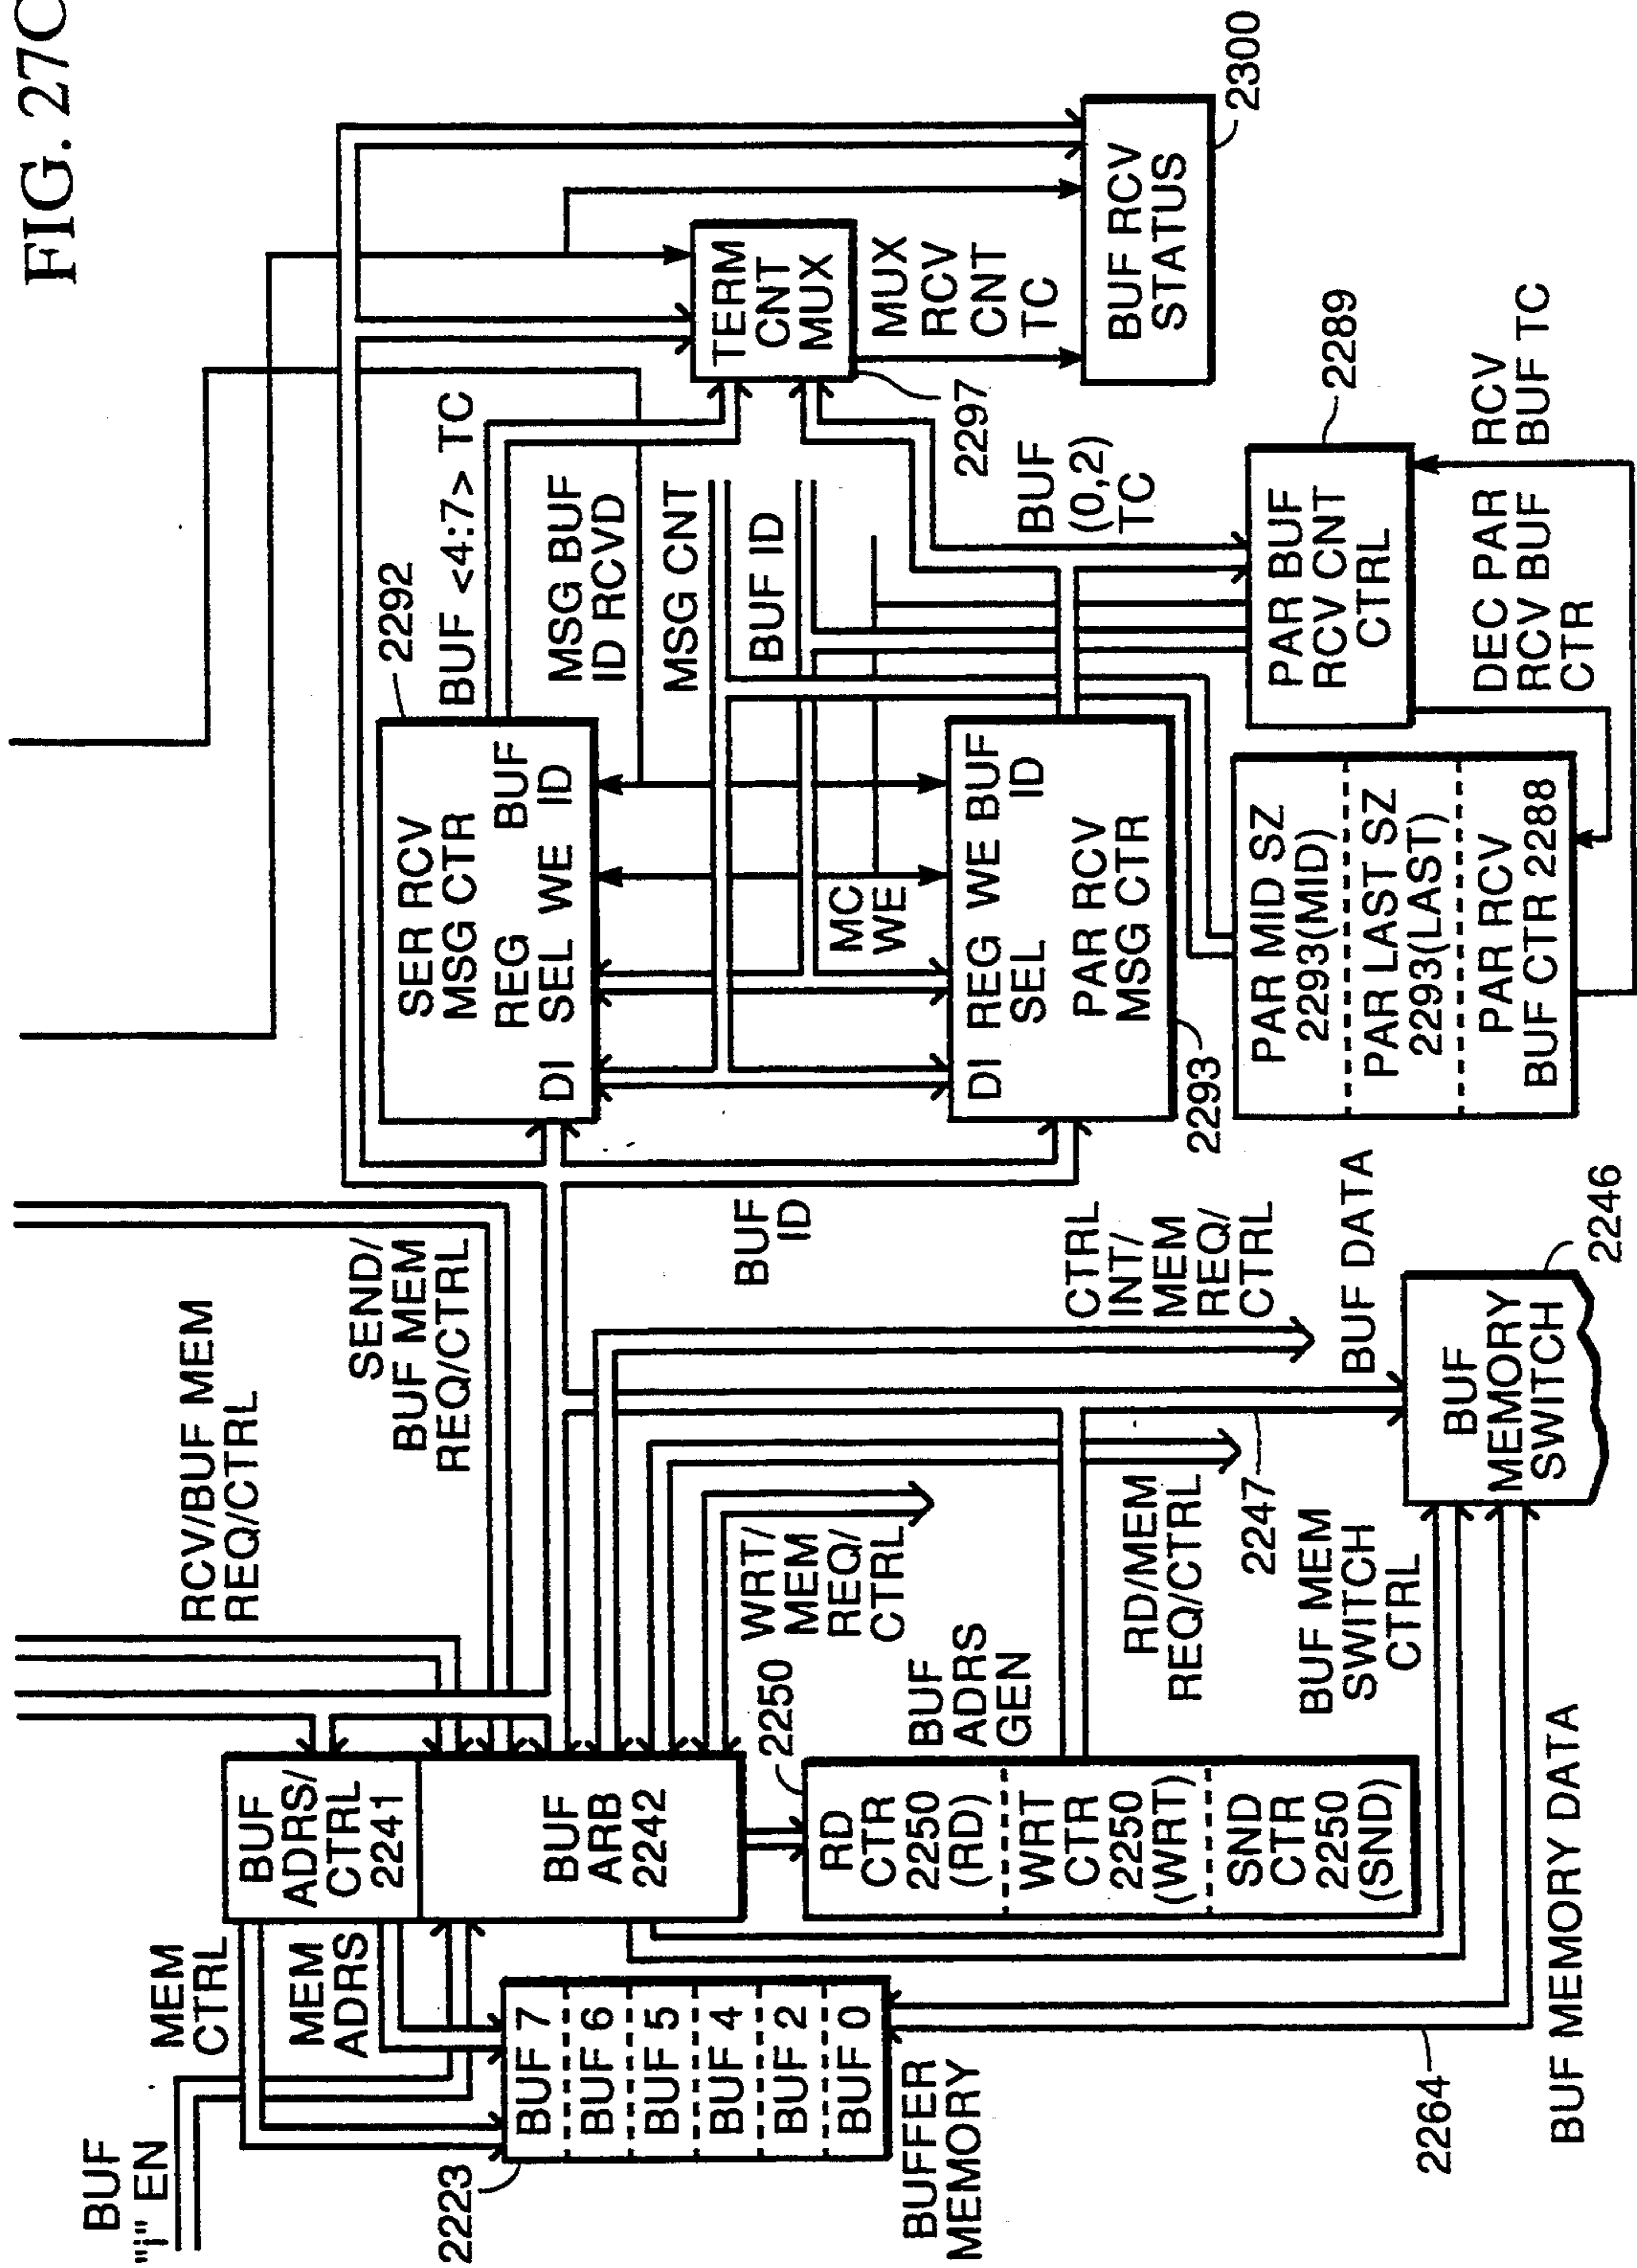 FIG. 27C
BUF
"i" EN
MEM
CTRL
MEM
ADRS
2223
BUF 7
BUF 6
BUF 5
BUF 4
BUF 2
BUF 0
BUFFER
MEMORY
2264
BUF MEMORY DATA
BUF
ADRS/
CTRL
2241
BUF
ARB
2242
2250
RD
CTR
2250
(RD)
WRT
CTR
2250
(WRT)
SND
CTR
2250
(SND)
BUF
ADRS
GEN
RCV/BUF MEM
REQ/CTRL
SEND/
BUF MEM
REQ/CTRL
WRT/
MEM
REQ/
CTRL
RD/MEM
REQ/CTRL
2247
BUF MEM
SWITCH
CTRL
BUF
ID
CTRL
INT/
MEM
REQ/
CTRL
BUF DATA
BUF
MEMORY
SWITCH
2246
SER RCV
MSG CTR
REG
BUF
DI
SEL
WE
ID
2292
BUF <4::7> TC
MSG BUF
ID RCVD
MSG CNT
BUF ID
MC
WE
DI
REG
WE
BUF
SEL
ID
PAR RCV
MSG CTR
2293
PAR MID SZ
2293(MID)
PAR LAST SZ
2293(LAST)
PAR RCV
BUF CTR 2288
TERM
CNT
MUX
2297
MUX
RCV
CNT
TC
BUF
(0,2)
TC
BUF RCV
STATUS
2300
PAR BUF
RCV CNT
CTRL
2289
DEC PAR
RCV BUF
CTR
RCV
BUF TC